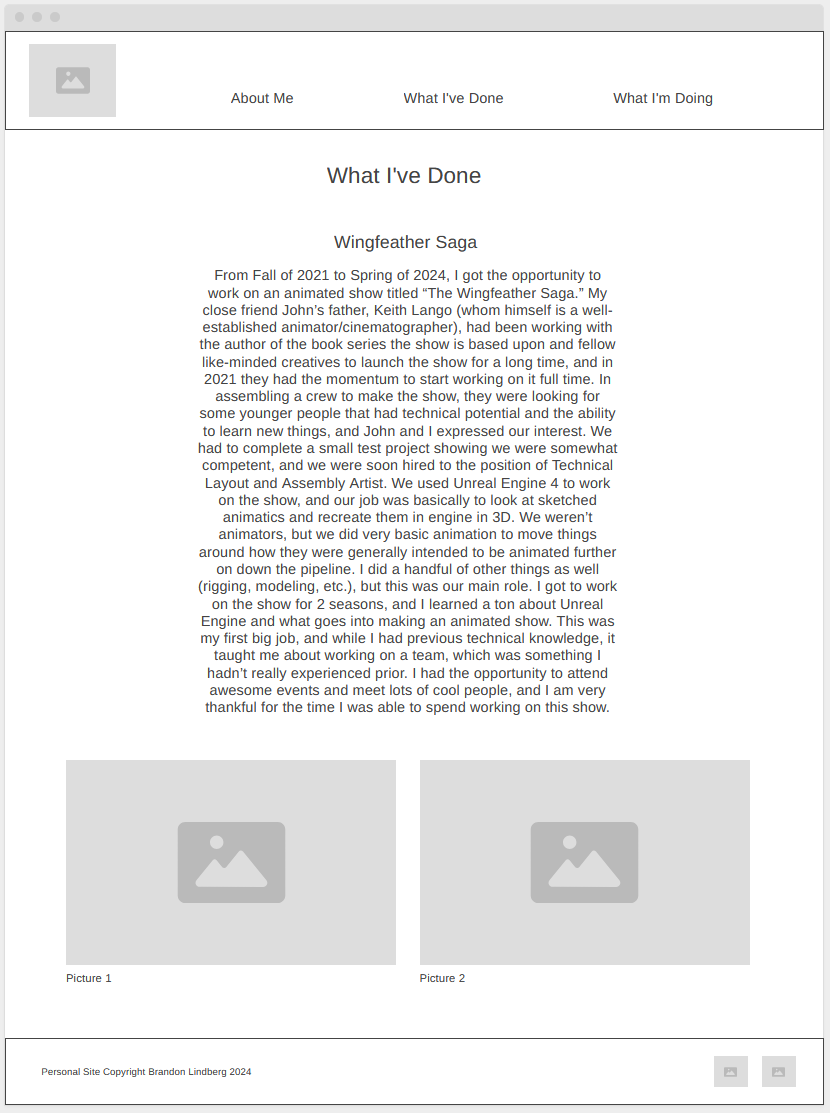 About Me
What I've Done
What I'm Doing
What I've Done
Wingfeather Saga
From Fall of 2021 to Spring of 2024, I got the opportunity to
work on an animated show titled “The Wingfeather Saga.” My
close friend John’s father, Keith Lango (whom himself is a well-
established animator/cinematographer), had been working with
the author of the book series the show is based upon and fellow
like-minded creatives to launch the show for a long time, and in
2021 they had the momentum to start working on it full time. In
assembling a crew to make the show, they were looking for
some younger people that had technical potential and the ability
to learn new things, and John and I expressed our interest. We
had to complete a small test project showing we were somewhat
competent, and we were soon hired to the position of Technical
Layout and Assembly Artist. We used Unreal Engine 4 to work
on the show, and our job was basically to look at sketched
animatics and recreate them in engine in 3D. We weren’t
animators, but we did very basic animation to move things
around how they were generally intended to be animated further
on down the pipeline. I did a handful of other things as well
(rigging, modeling, etc.), but this was our main role. I got to work
on the show for 2 seasons, and I learned a ton about Unreal
Engine and what goes into making an animated show. This was
my first big job, and while I had previous technical knowledge, it
taught me about working on a team, which was something I
hadn’t really experienced prior. I had the opportunity to attend
awesome events and meet lots of cool people, and I am very
thankful for the time I was able to spend working on this show.
Picture 1
Picture 2
Personal Site Copyright Brandon Lindberg 2024